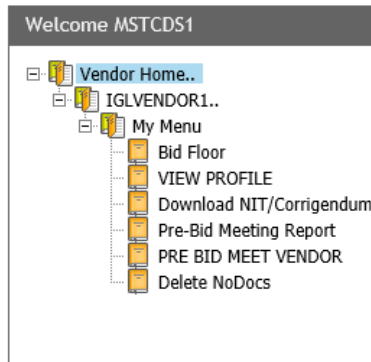 Welcome MSTCDS1
Vendor Home..
IGLVENDOR1..
My Menu
Bid Floor
VIEW PROFILE
Download NIT/Corrigendum
Pre-Bid Meeting Report
PRE BID MEET VENDOR
Delete NoDocs